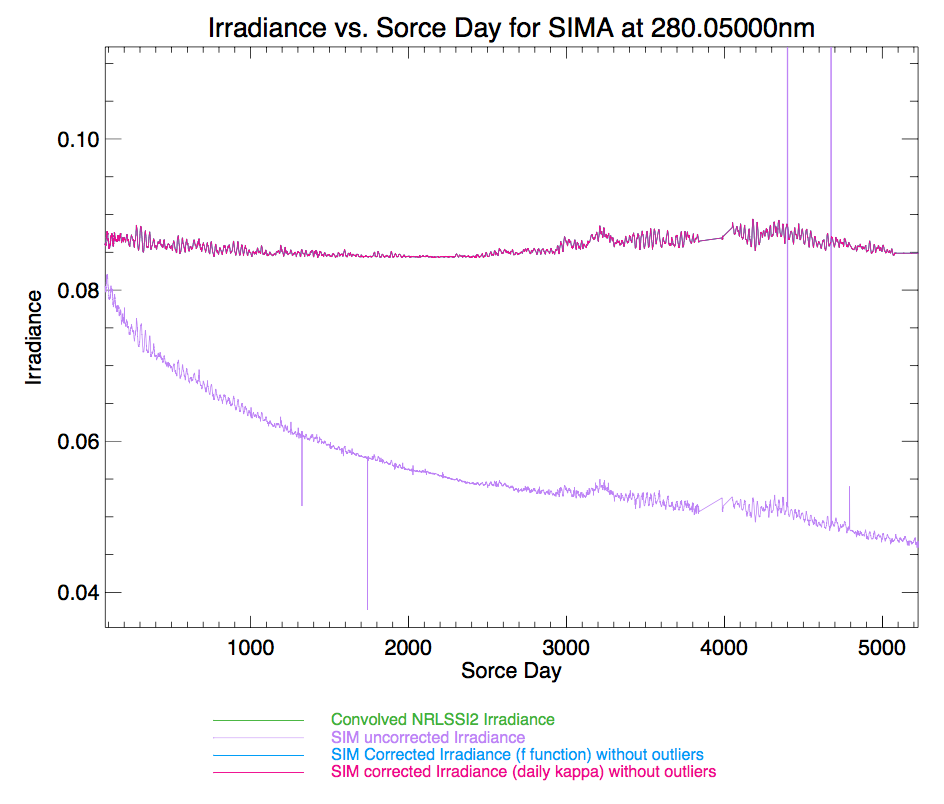 Irradiance vs. Sorce Day for SIMA at 280.05000nm
0.10
0.08
0.06
0.04
Irradiance
1000 2000 3000 4000 5000
Sorce Day
Convolved NRLSSI2 Irradiance
SIM uncorrected Irradiance
SIM Corrected Irradiance (f function) without outliers
SIM corrected Irradiance (daily kappa) without outliers